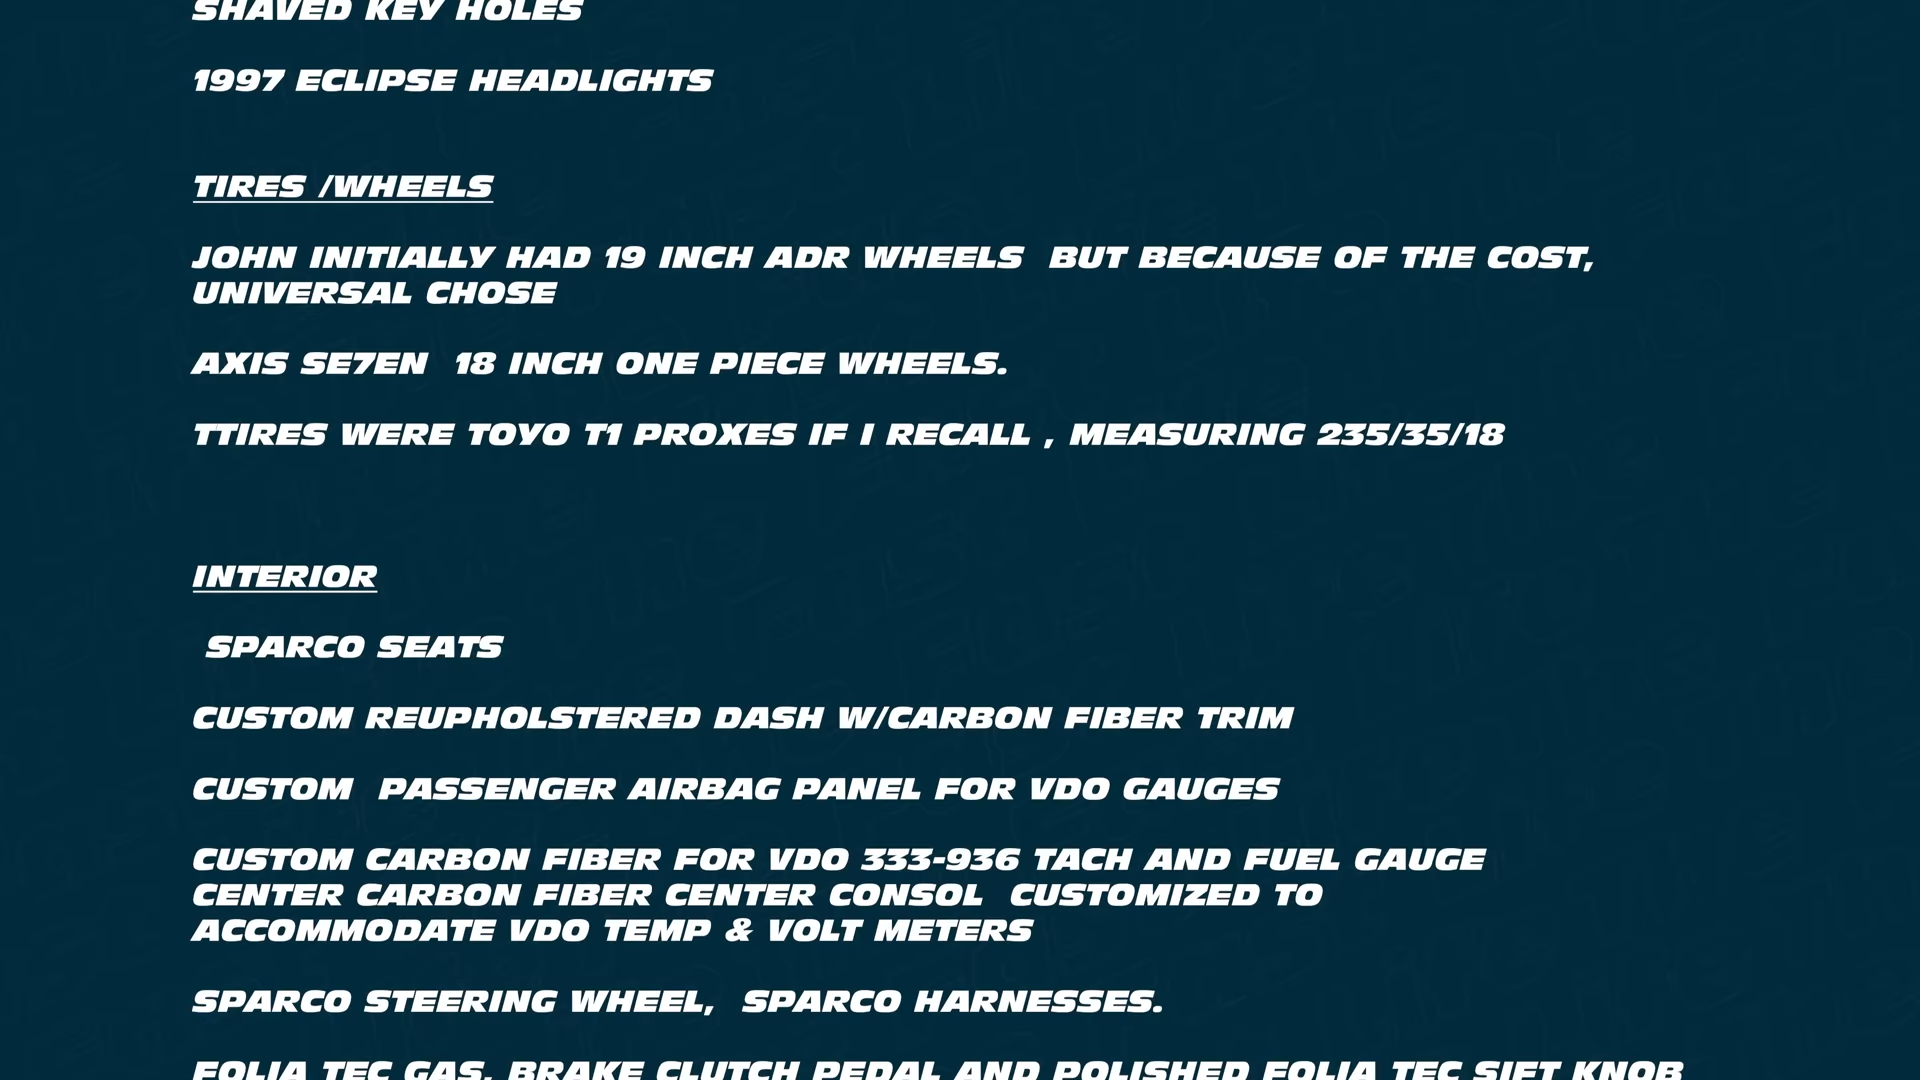 SHAVED KEY HOLES
1997 ECLIPSE HEADLIGHTS
TIRES /WHEELS
JOHN INITIALLY HAD 19 INCH ADR WHEELS  BUT BECAUSE OF THE COST,
UNIVERSAL CHOSE
AXIS SE7EN  18 INCH ONE PIECE WHEELS.
TTIRES WERE TOYO T1 PROXES IF I RECALL , MEASURING 235/35/18
INTERIOR
SPARCO SEATS
CUSTOM REUPHOLSTERED DASH W/CARBON FIBER TRIM
CUSTOM  PASSENGER AIRBAG PANEL FOR VDO GAUGES
CUSTOM CARBON FIBER FOR VDO 333-936 TACH AND FUEL GAUGE
CENTER CARBON FIBER CENTER CONSOL  CUSTOMIZED TO
ACCOMMODATE VDO TEMP & VOLT METERS
SPARCO STEERING WHEEL,  SPARCO HARNESSES.
FOLIA TEC GAS, BRAKE CLUTCH PEDAL AND POLISHED FOLIA TEC SIFT KNOB